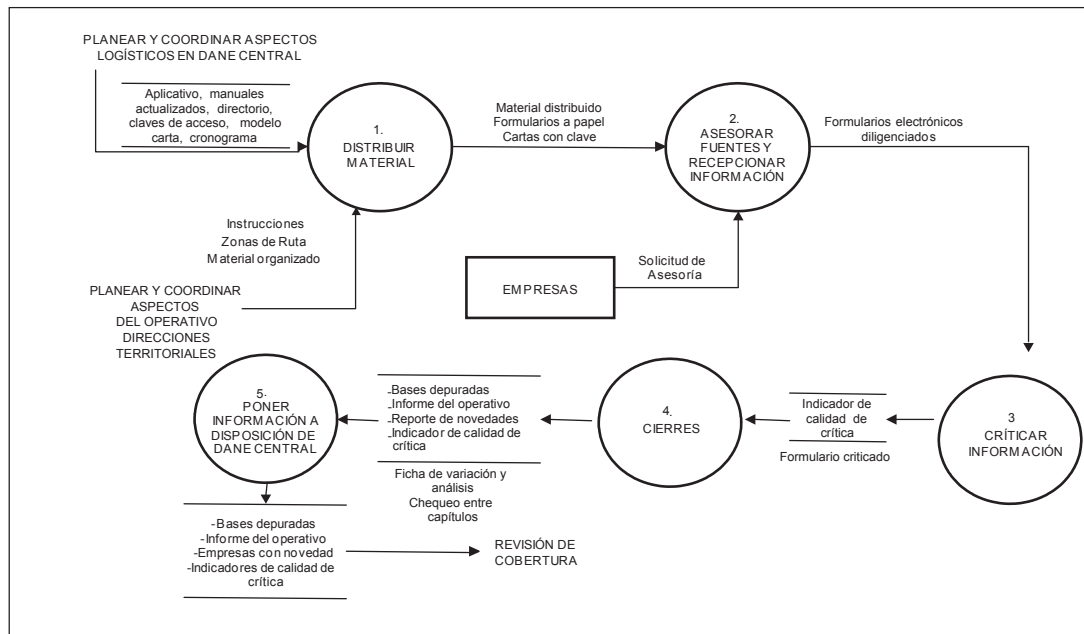 PLANEAR Y COORDINAR ASPECTOS
LOGÍSTICOS EN DANE CENTRAL
Aplicativo, manuales
actualizados, directorio,
claves de acceso, modelo
carta, cronograma
1.
DISTRIBUIR
MATERIAL
Material distribuido
Formularios a papel
Cartas con clave
2.
ASESORAR
FUENTES Y
RECEPCIONAR
INFORMACIÓN
Formularios electrónicos
diligenciados
Instrucciones
Zonas de Ruta
Material organizado
PLANEAR Y COORDINAR
ASPECTOS
DEL OPERATIVO
DIRECCIONES
TERRITORIALES
EMPRESAS
Solicitud de
Asesoría
3
CRÍTICAR
INFORMACIÓN
Indicador de
calidad de
crítica
Formulario criticado
4.
CIERRES
-Bases depuradas
-Informe del operativo
-Reporte de novedades
-Indicador de calidad de
crítica
Ficha de variación y
análisis
Chequeo entre
capítulos
5.
PONER
INFORMACIÓN A
DISPOSICIÓN DE
DANE CENTRAL
-Bases depuradas
-Informe del operativo
-Empresas con novedad
-Indicadores de calidad de
crítica
REVISIÓN DE
COBERTURA